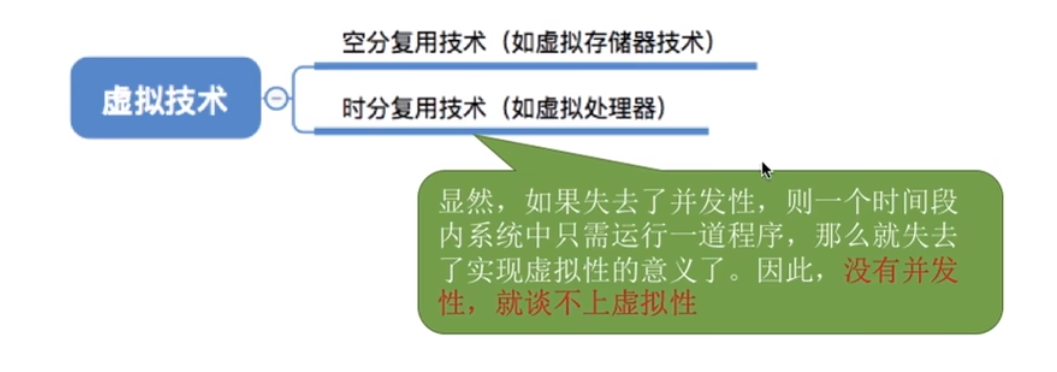 空分复用技术（如虚拟存储器技术）
虚拟技术
时分复用技术（如虚拟处理器）
显然，如果失去了并发性，则一个时间段
内系统中只需运行一道程序，那么就失去
了实现虚拟性的意义了。因此，没有并发
性，就谈不上虚拟性